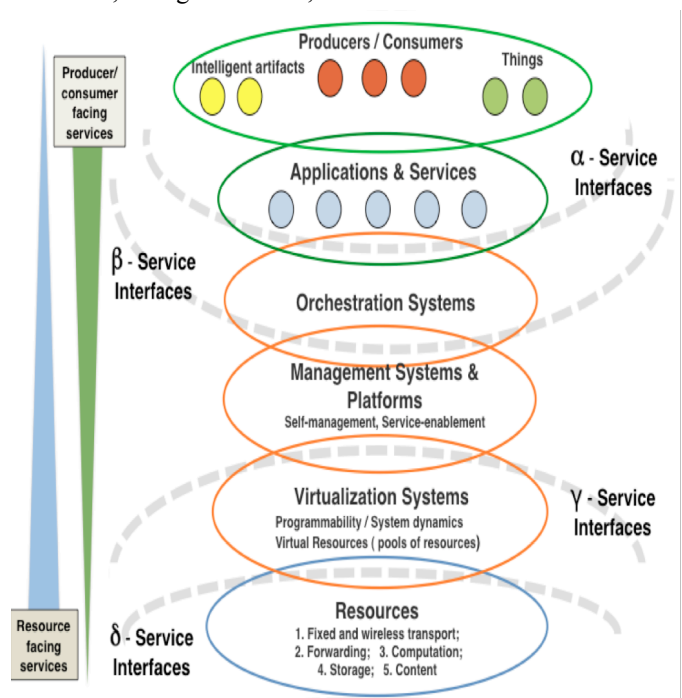 Producers / Consumers
Intelligent artifacts
Things
Producer/
consumer
facing
services
Applications & Services
α - Service
Interfaces
β - Service
Interfaces
Orchestration Systems
Management Systems &
Platforms
Self-management, Service-enablement
Virtualization Systems
Programmability / System dynamics
Virtual Resources ( pools of resources)
γ - Service
Interfaces
Resources
1. Fixed and wireless transport;
2. Forwarding; 3. Computation;
4. Storage; 5. Content
Resource
facing
services
δ - Service
Interfaces